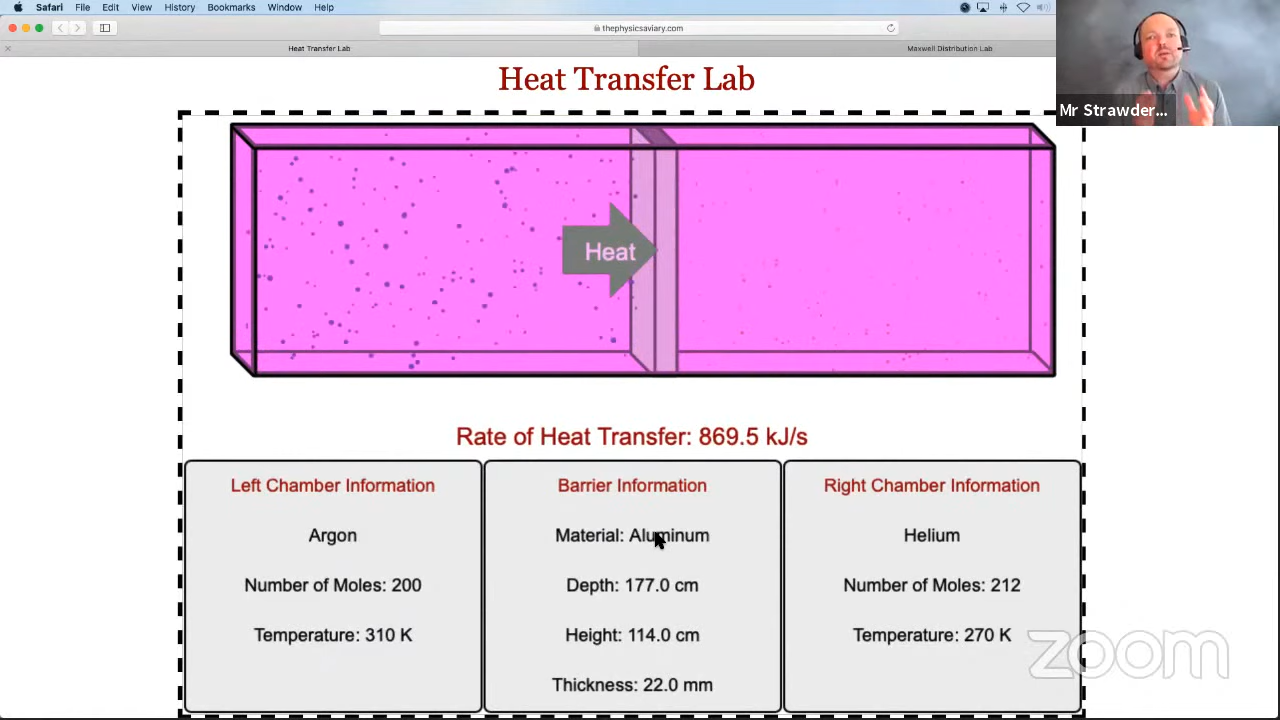 Safari File Edit View History Bookmarks Window Help
thephysicsaviary.com
Heat Transfer Lab
Maxwell Distribution Lab
Mr Strawder...
Heat Transfer Lab
Heat
Rate of Heat Transfer: 869.5 kJ/s
Left Chamber Information
Argon
Number of Moles: 200
Temperature: 310 K
Barrier Information
Material: Aluminum
Depth: 177.0 cm
Height: 114.0 cm
Thickness: 22.0 mm
Right Chamber Information
Helium
Number of Moles: 212
Temperature: 270 K
zoom